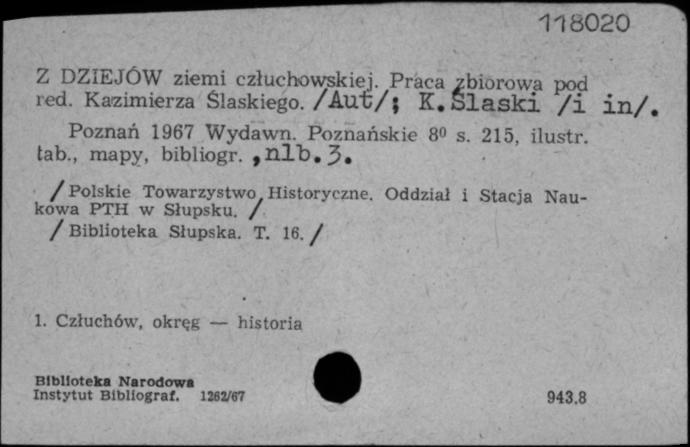 118020
Z DZIEJÓW ziemi człuchowskiej. Praca zbiorowa pod
red. Kazimierza Ślaskiego. /Aut/; K.Ślaski /i in/.
Poznań 1967 Wydawn. Poznańskie 8⁰ s. 215, ilustr.
tab., mapy, bibliogr. ,nlb.3.
/Polskie Towarzystwo Historyczne. Oddział i Stacja Nau-
kowa PTH w Słupsku. /
/Biblioteka Słupska. T. 16./
1. Człuchów, okręg — historia
Biblioteka Narodowa
Instytut Bibliograf. 1262/67
943.8